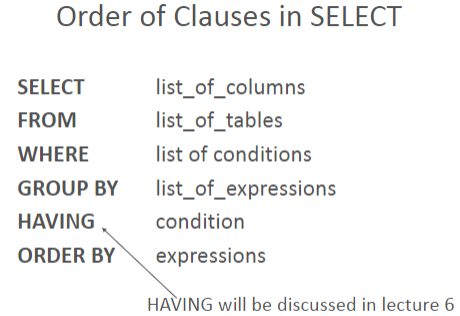 Order of Clauses in SELECT
SELECT list_of_columns
FROM list_of_tables
WHERE list of conditions
GROUP BY list_of_expressions
HAVING condition
ORDER BY expressions
HAVING will be discussed in lecture 6